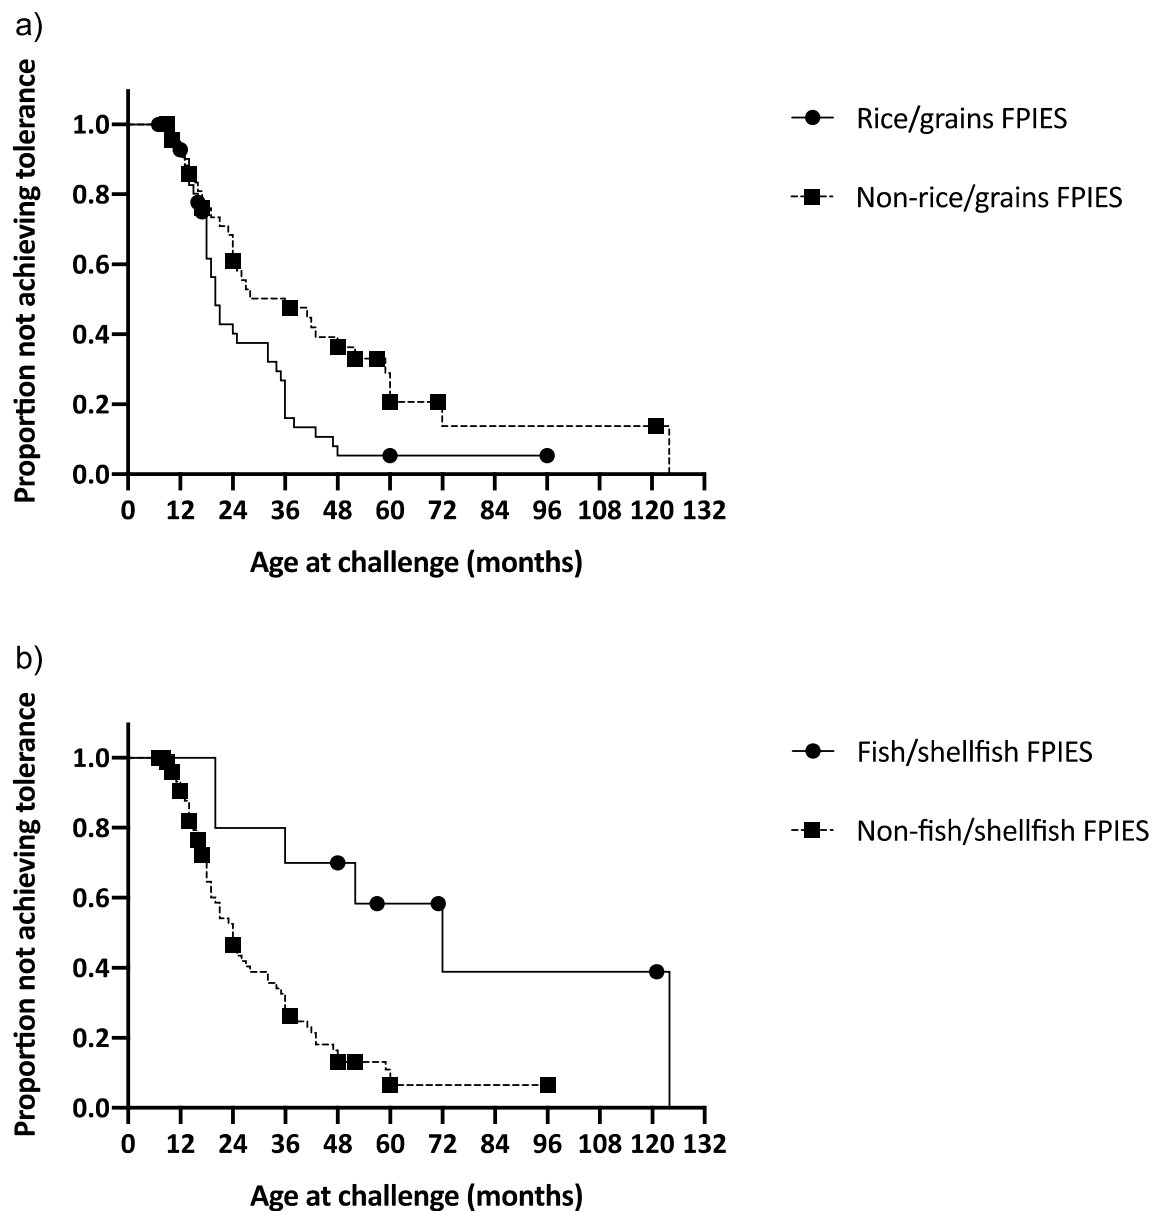 a)
Proportion not achieving tolerance
1.0
0.8
0.6
0.4
0.2
0.0
0 12 24 36 48 60 72 84 96 108 120 132
Age at challenge (months)
Rice/grains FPIES
Non-rice/grains FPIES
b)
Proportion not achieving tolerance
1.0
0.8
0.6
0.4
0.2
0.0
0 12 24 36 48 60 72 84 96 108 120 132
Age at challenge (months)
Fish/shellfish FPIES
Non-fish/shellfish FPIES